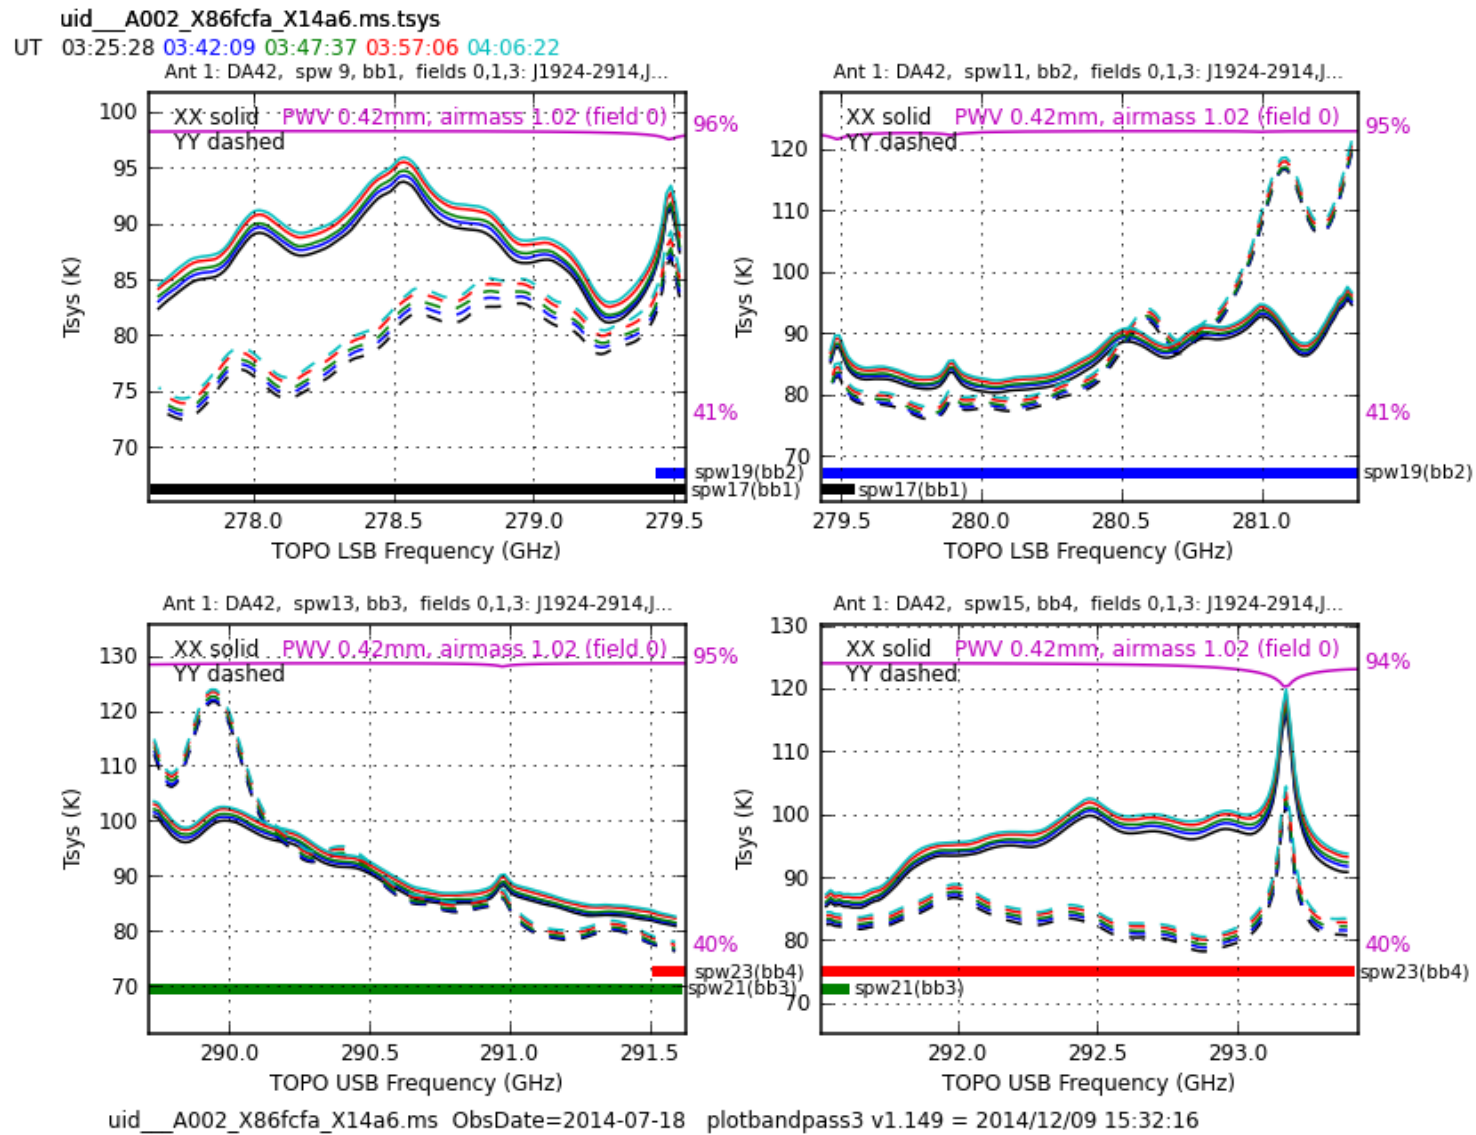 uid___A002_X86fcfa_X14a6.ms.tsys
UT 03:25:28 03:42:09 03:47:37 03:57:06 04:06:22
Ant 1: DA42, spw 9, bb1, fields 0,1,3: J1924-2914,J...
XX solid PWV 0.42mm, airmass 1.02 (field 0)
YY dashed
96%
41%
100
95
90
85
80
75
70
Tsys (K)
spw19(bb2)
spw17(bb1)
278.0 278.5 279.0 279.5
TOPO LSB Frequency (GHz)
Ant 1: DA42, spw11, bb2, fields 0,1,3: J1924-2914,J...
XX solid PWV 0.42mm, airmass 1.02 (field 0)
YY dashed
95%
41%
120
110
100
90
80
70
Tsys (K)
spw19(bb2)
spw17(bb1)
279.5 280.0 280.5 281.0
TOPO LSB Frequency (GHz)
Ant 1: DA42, spw13, bb3, fields 0,1,3: J1924-2914,J...
XX solid PWV 0.42mm, airmass 1.02 (field 0)
YY dashed
95%
40%
130
120
110
100
90
80
70
Tsys (K)
spw23(bb4)
spw21(bb3)
290.0 290.5 291.0 291.5
TOPO USB Frequency (GHz)
Ant 1: DA42, spw15, bb4, fields 0,1,3: J1924-2914,J...
XX solid PWV 0.42mm, airmass 1.02 (field 0)
YY dashed
94%
40%
130
120
110
100
90
80
70
Tsys (K)
spw23(bb4)
spw21(bb3)
292.0 292.5 293.0
TOPO USB Frequency (GHz)
uid___A002_X86fcfa_X14a6.ms ObsDate=2014-07-18 plotbandpass3 v1.149 = 2014/12/09 15:32:16